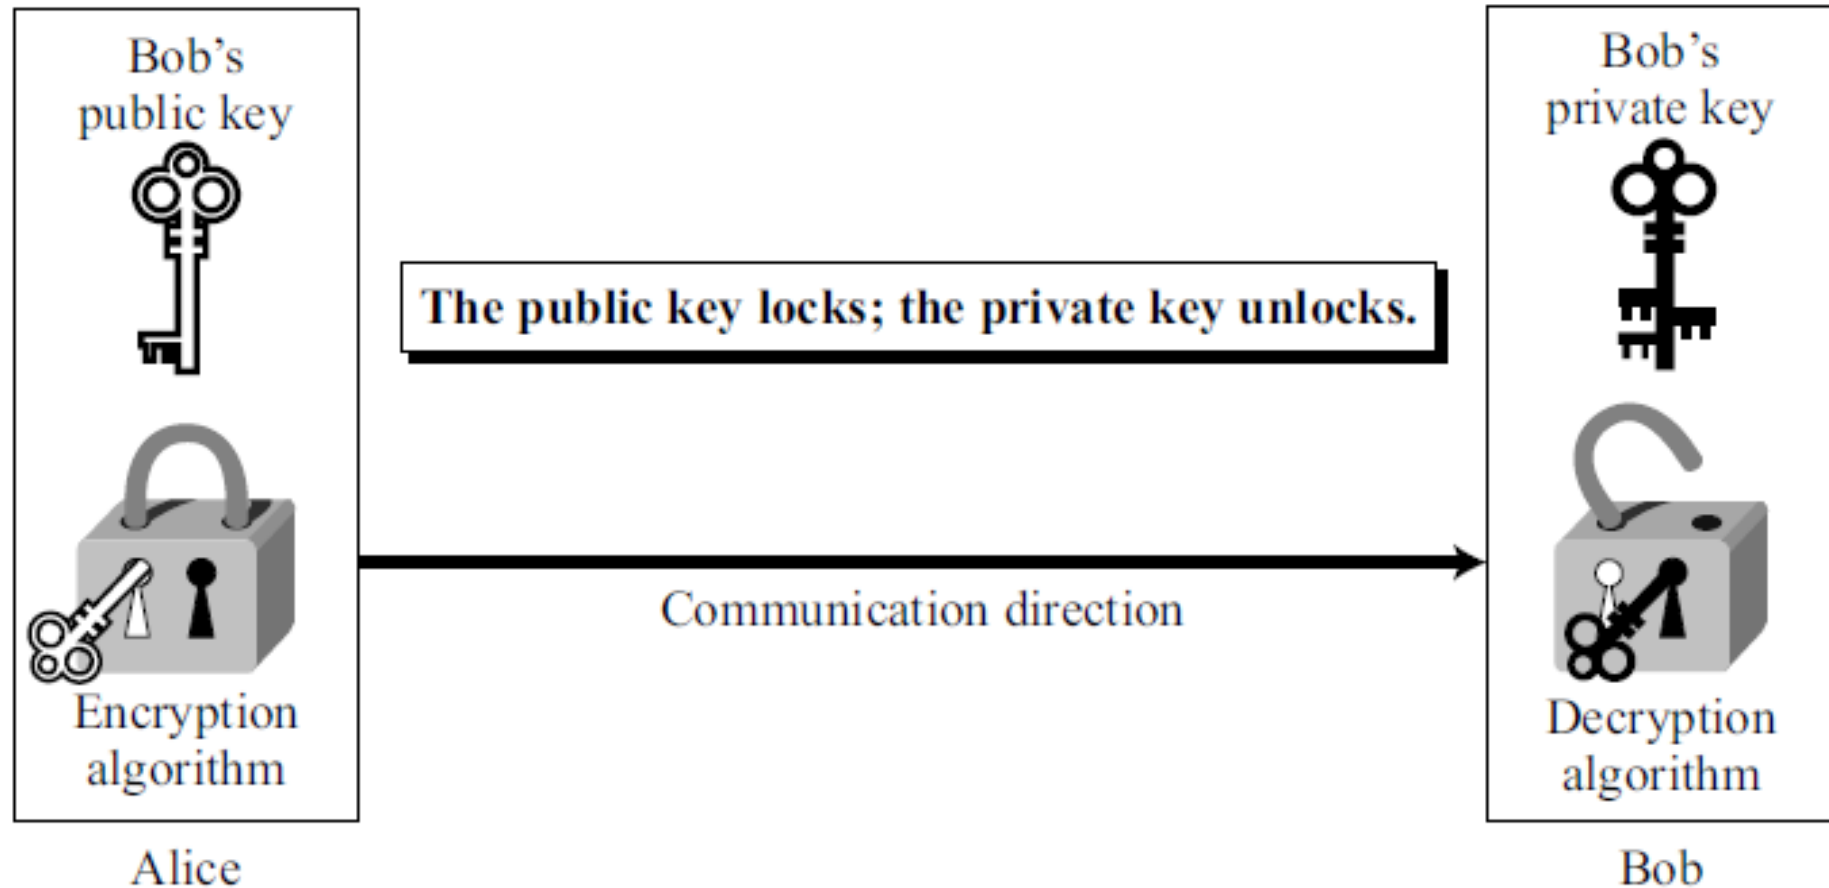 Bob’s
public key
Bob’s
private key
The public key locks; the private key unlocks.
Communication direction
Encryption
algorithm
Decryption
algorithm
Alice
Bob